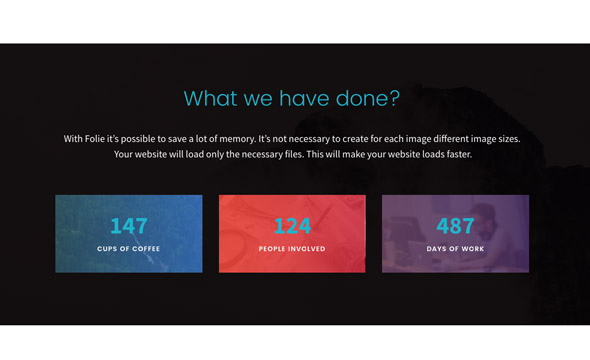 What we have done?
With Folie it's possible to save a lot of memory. It's not necessary to create for each image different image sizes.
Your website will load only the necessary files. This will make your website loads faster.
147
CUPS OF COFFEE
124
PEOPLE INVOLVED
487
DAYS OF WORK